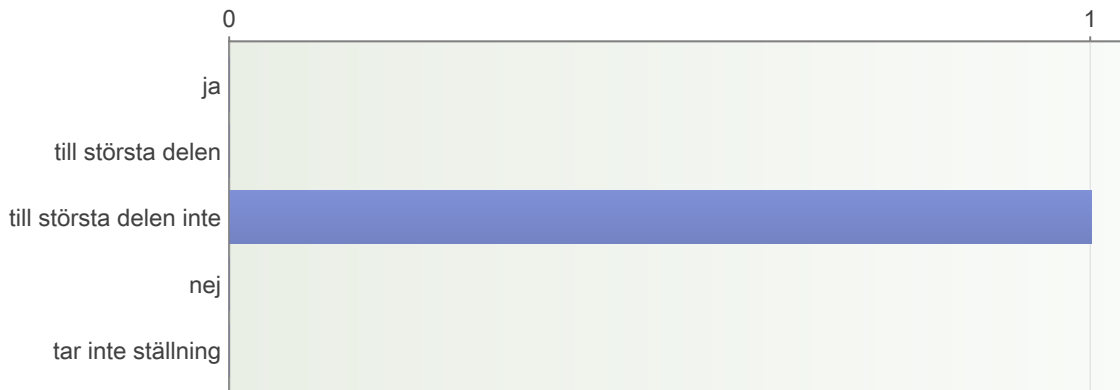 0 1
ja
till största delen
till största delen inte
nej
tar inte ställning